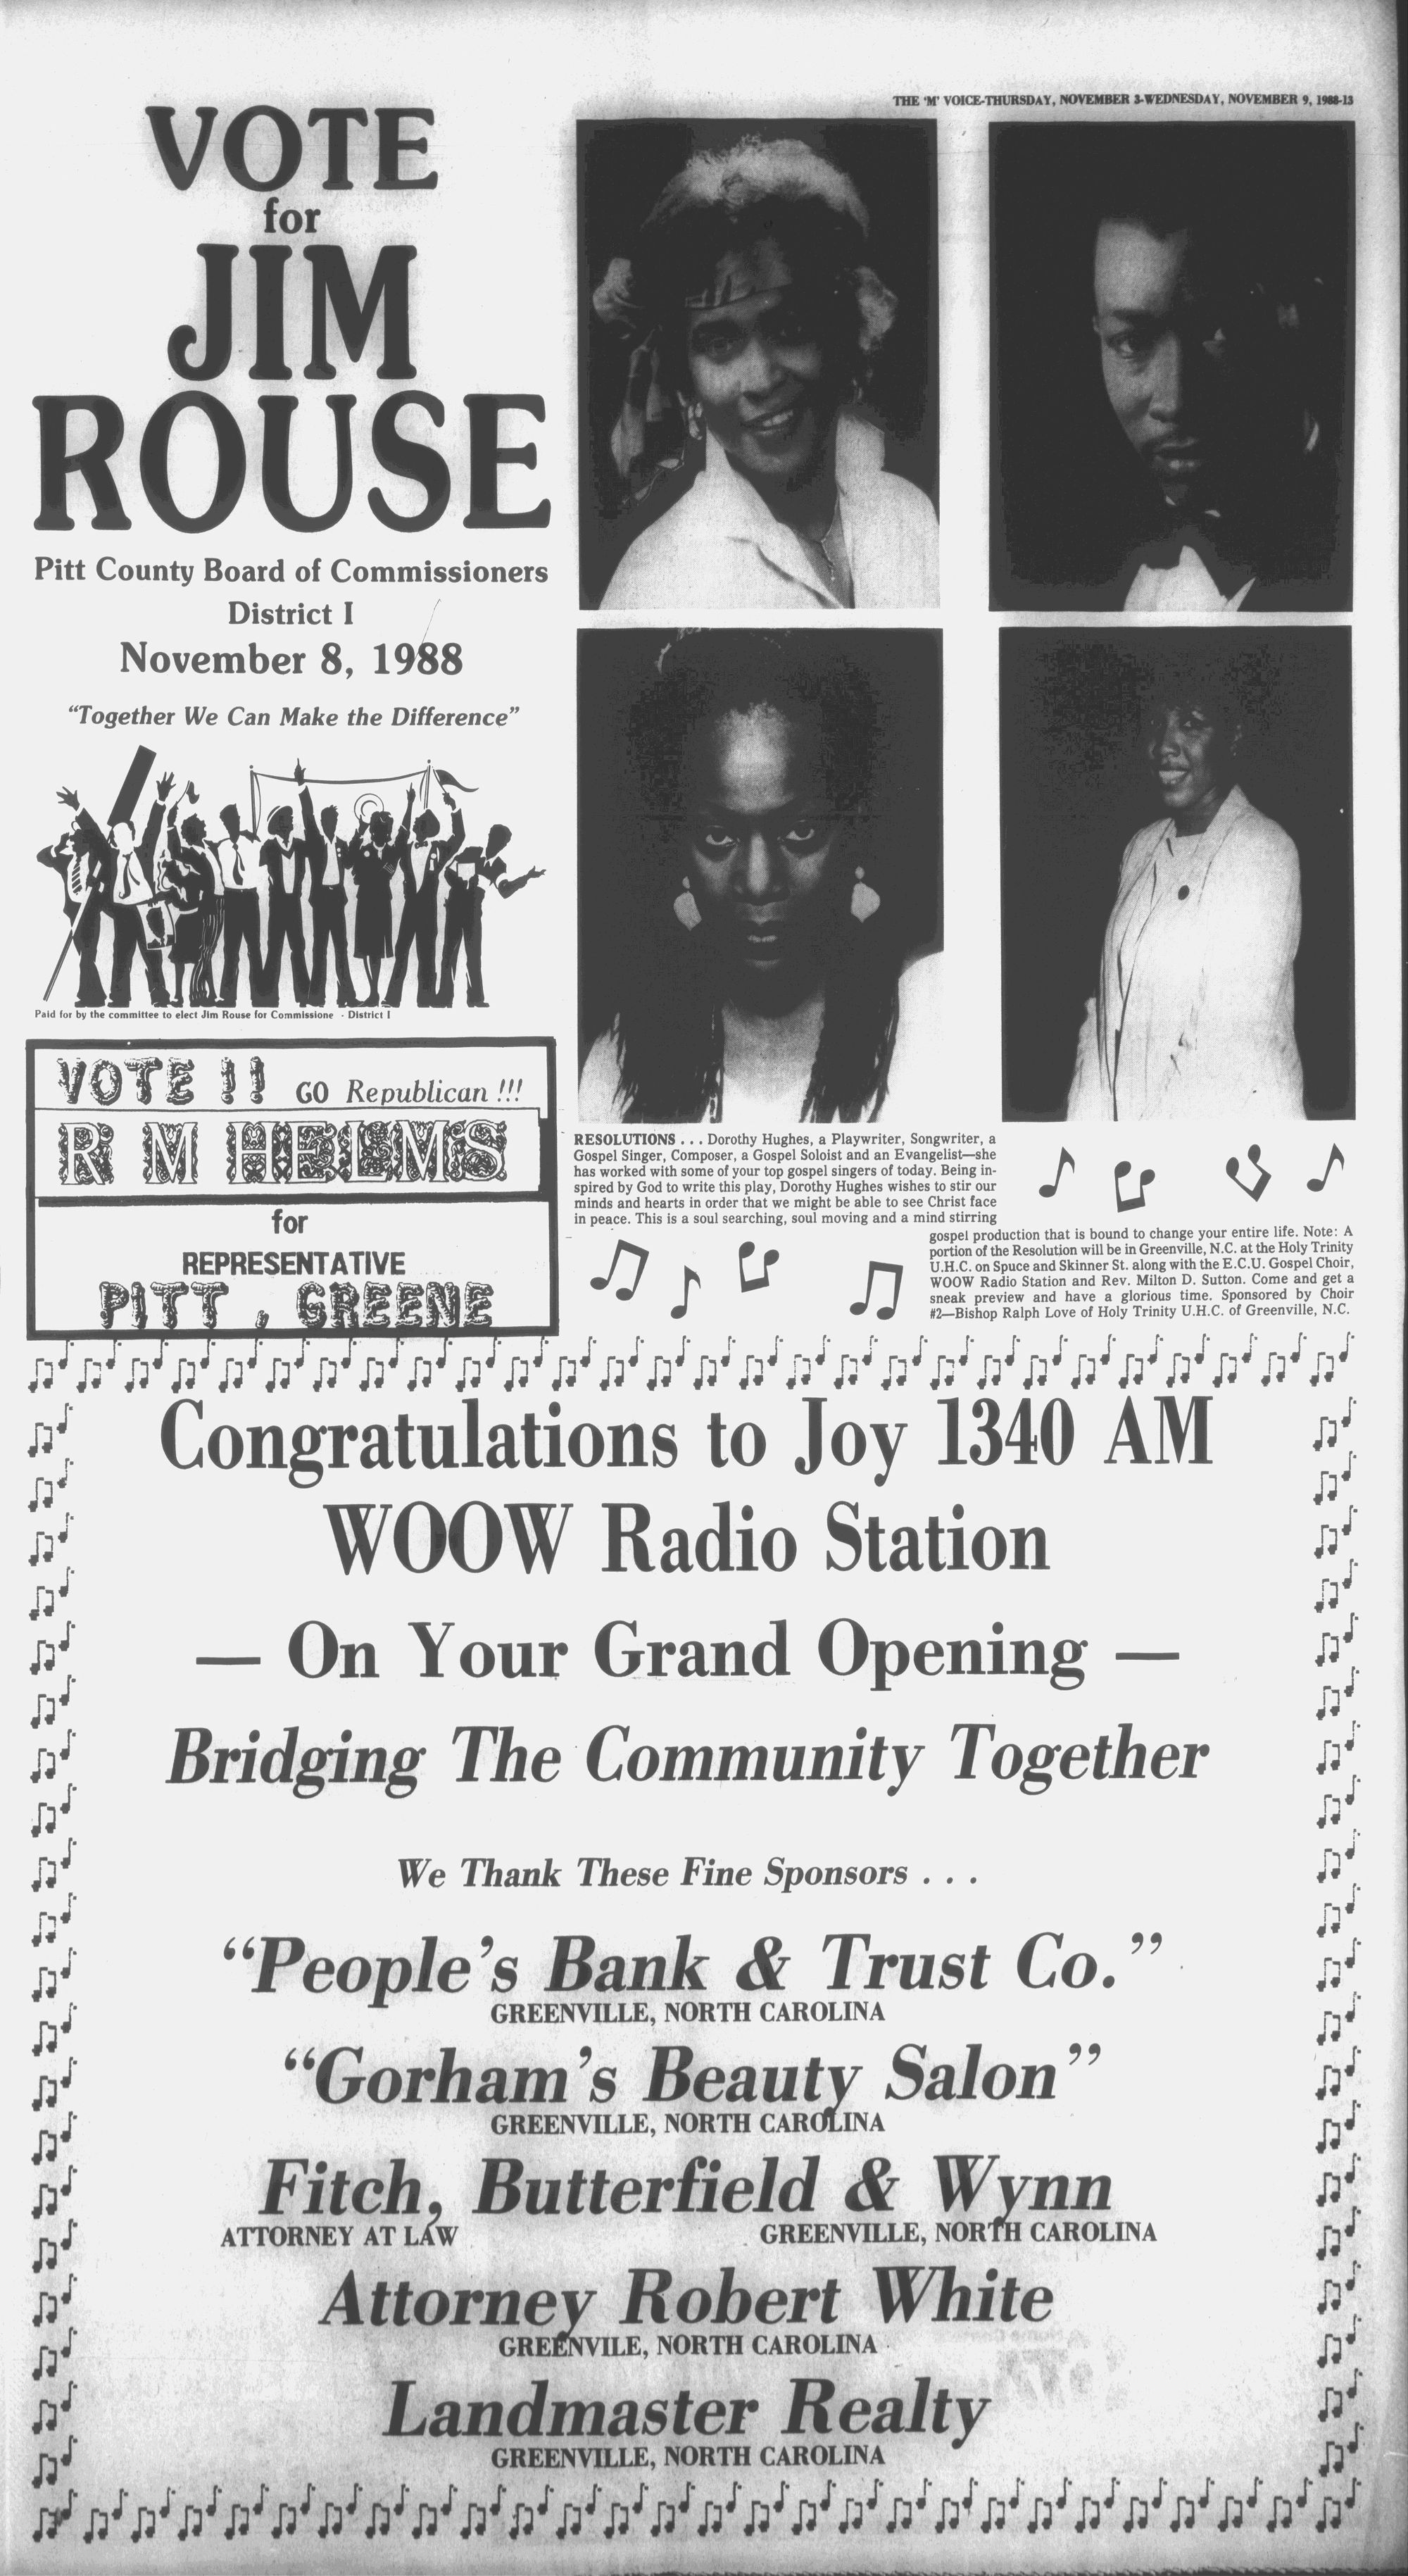 THE 'M' VOICE-THURSDAY, NOVEMBER 3-WEDNESDAY, NOVEMBER 9, 1988-13
VOTE
for
JIM
ROUSE
Pitt County Board of Commissioners
District I
November 8, 1988
“Together We Can Make the Difference”
Paid for by the committee to elect Jim Rouse for Commissione - District I
VOTE !! GO Republican !!!
R M HELMS
for
REPRESENTATIVE
PITT , GREENE
RESOLUTIONS . . . Dorothy Hughes, a Playwriter, Songwriter, a
Gospel Singer, Composer, a Gospel Soloist and an Evangelist—she
has worked with some of your top gospel singers of today. Being in-
spired by God to write this play, Dorothy Hughes wishes to stir our
minds and hearts in order that we might be able to see Christ face
in peace. This is a soul searching, soul moving and a mind stirring
gospel production that is bound to change your entire life. Note: A
portion of the Resolution will be in Greenville, N.C. at the Holy Trinity
U.H.C. on Spuce and Skinner St. along with the E.C.U. Gospel Choir,
WOOW Radio Station and Rev. Milton D. Sutton. Come and get a
sneak preview and have a glorious time. Sponsored by Choir
#2—Bishop Ralph Love of Holy Trinity U.H.C. of Greenville, N.C.
Congratulations to Joy 1340 AM
WOOW Radio Station
— On Your Grand Opening —
Bridging The Community Together
We Thank These Fine Sponsors . . .
“People’s Bank & Trust Co.”
GREENVILLE, NORTH CAROLINA
“Gorham’s Beauty Salon”
GREENVILLE, NORTH CAROLINA
Fitch, Butterfield & Wynn
ATTORNEY AT LAW GREENVILLE, NORTH CAROLINA
Attorney Robert White
GREENVILE, NORTH CAROLINA
Landmaster Realty
GREENVILLE, NORTH CAROLINA